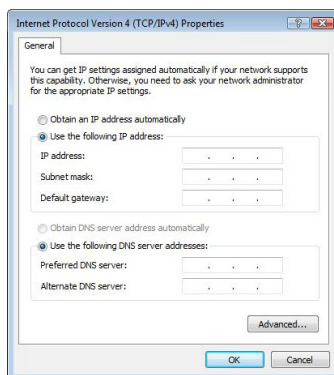 Internet Protocol Version 4 (TCP/IPv4) Properties
General
You can get IP settings assigned automatically if your network supports
this capability. Otherwise, you need to ask your network administrator
for the appropriate IP settings.
Obtain an IP address automatically
Use the following IP address:
IP address:
Subnet mask:
Default gateway:
Obtain DNS server address automatically
Use the following DNS server addresses:
Preferred DNS server:
Alternate DNS server:
Advanced...
OK Cancel